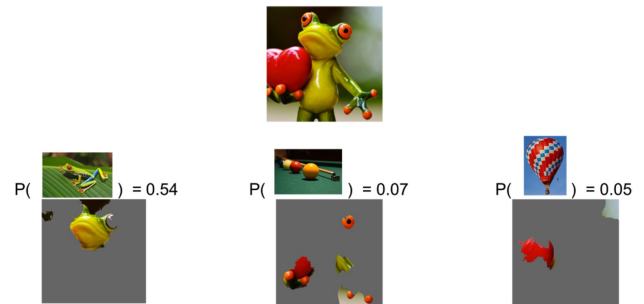 P( ) = 0.54
P( ) = 0.07
P( ) = 0.05